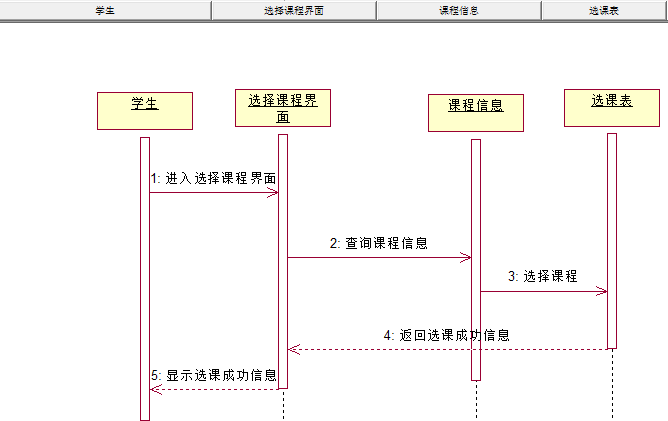 学生 选择课程界面 课程信息 选课表
学生
选择课程界
面
课程信息
选课表
1: 进入选择课程界面
2: 查询课程信息
3: 选择课程
4: 返回选课成功信息
5: 显示选课成功信息